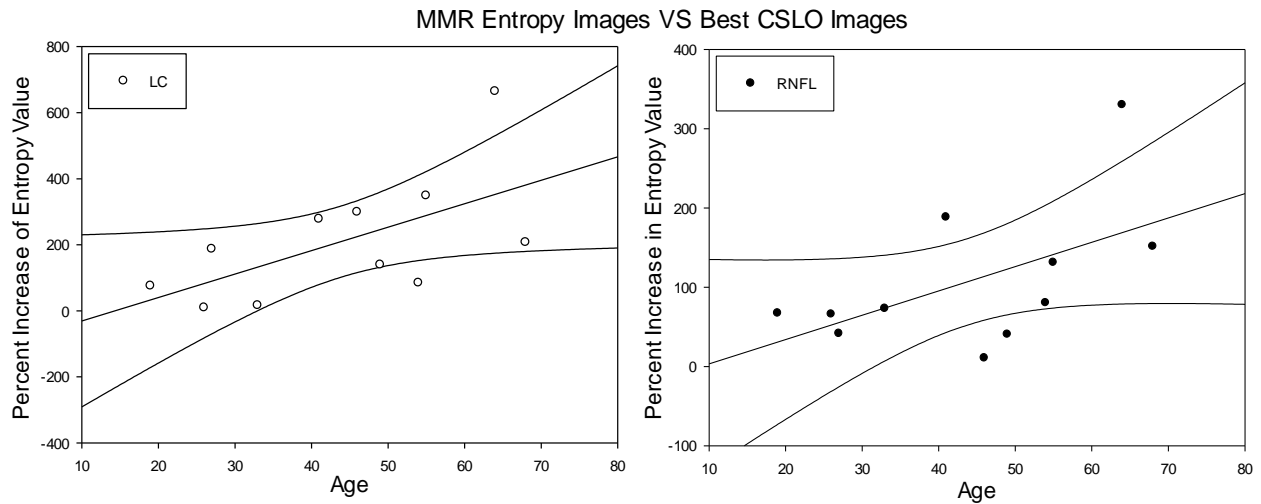 MMR Entropy Images VS Best CSLO Images
Percent Increase of Entropy Value
800
600
400
200
0
-200
-400
LC
10 20 30 40 50 60 70 80
Age
Percent Increase in Entropy Value
400
300
200
100
0
-100
RNFL
10 20 30 40 50 60 70 80
Age